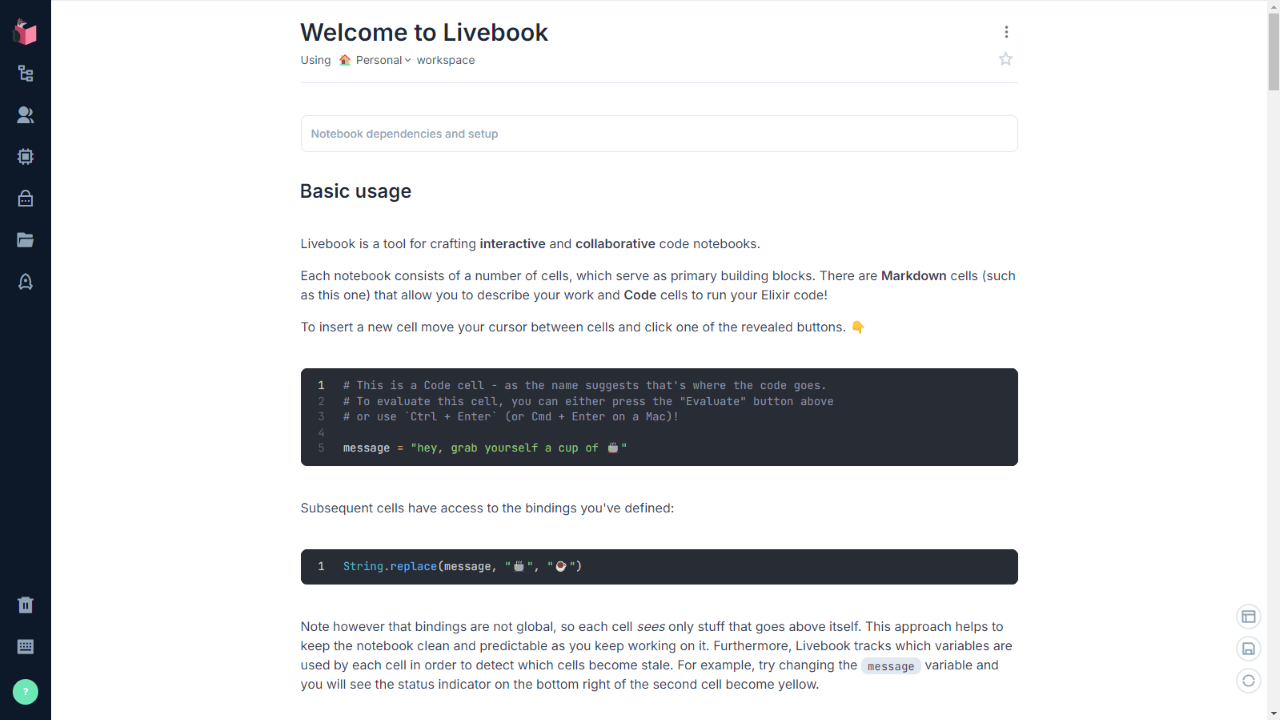 Welcome to Livebook
Using 🏠 Personal workspace
Notebook dependencies and setup
Basic usage
Livebook is a tool for crafting interactive and collaborative code notebooks.
Each notebook consists of a number of cells, which serve as primary building blocks. There are Markdown cells (such
as this one) that allow you to describe your work and Code cells to run your Elixir code!
To insert a new cell move your cursor between cells and click one of the revealed buttons. 👇
1 # This is a Code cell - as the name suggests that's where the code goes.
2 # To evaluate this cell, you can either press the "Evaluate" button above
3 # or use `Ctrl + Enter` (or Cmd + Enter on a Mac)!
4
5 message = "hey, grab yourself a cup of 🍵"
Subsequent cells have access to the bindings you've defined:
1 String.replace(message, "🍵", "☕")
Note however that bindings are not global, so each cell sees only stuff that goes above itself. This approach helps to
keep the notebook clean and predictable as you keep working on it. Furthermore, Livebook tracks which variables are
used by each cell in order to detect which cells become stale. For example, try changing the message variable and
you will see the status indicator on the bottom right of the second cell become yellow.
?